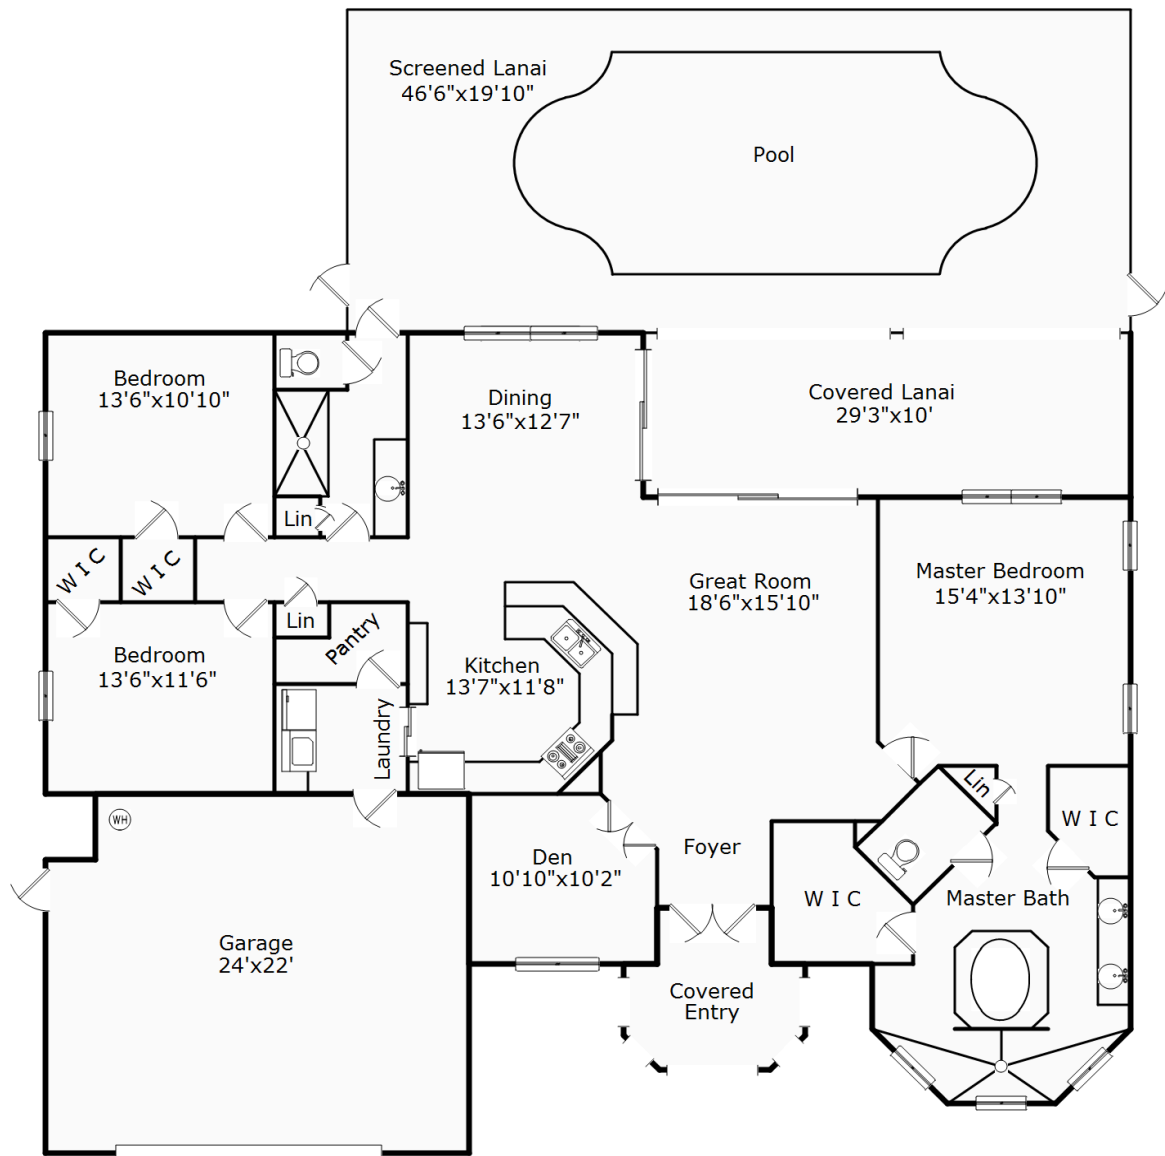 Screened Lanai
46'6"x19'10"
Pool
Bedroom
13'6"x10'10"
Dining
13'6"x12'7"
Covered Lanai
29'3"x10'
Lin
W I C
W I C
Great Room
18'6"x15'10"
Master Bedroom
15'4"x13'10"
Lin
Pantry
Bedroom
13'6"x11'6"
Kitchen
13'7"x11'8"
Laundry
Lin
W I C
WH
Foyer
Den
10'10"x10'2"
W I C
Master Bath
Garage
24'x22'
Covered
Entry